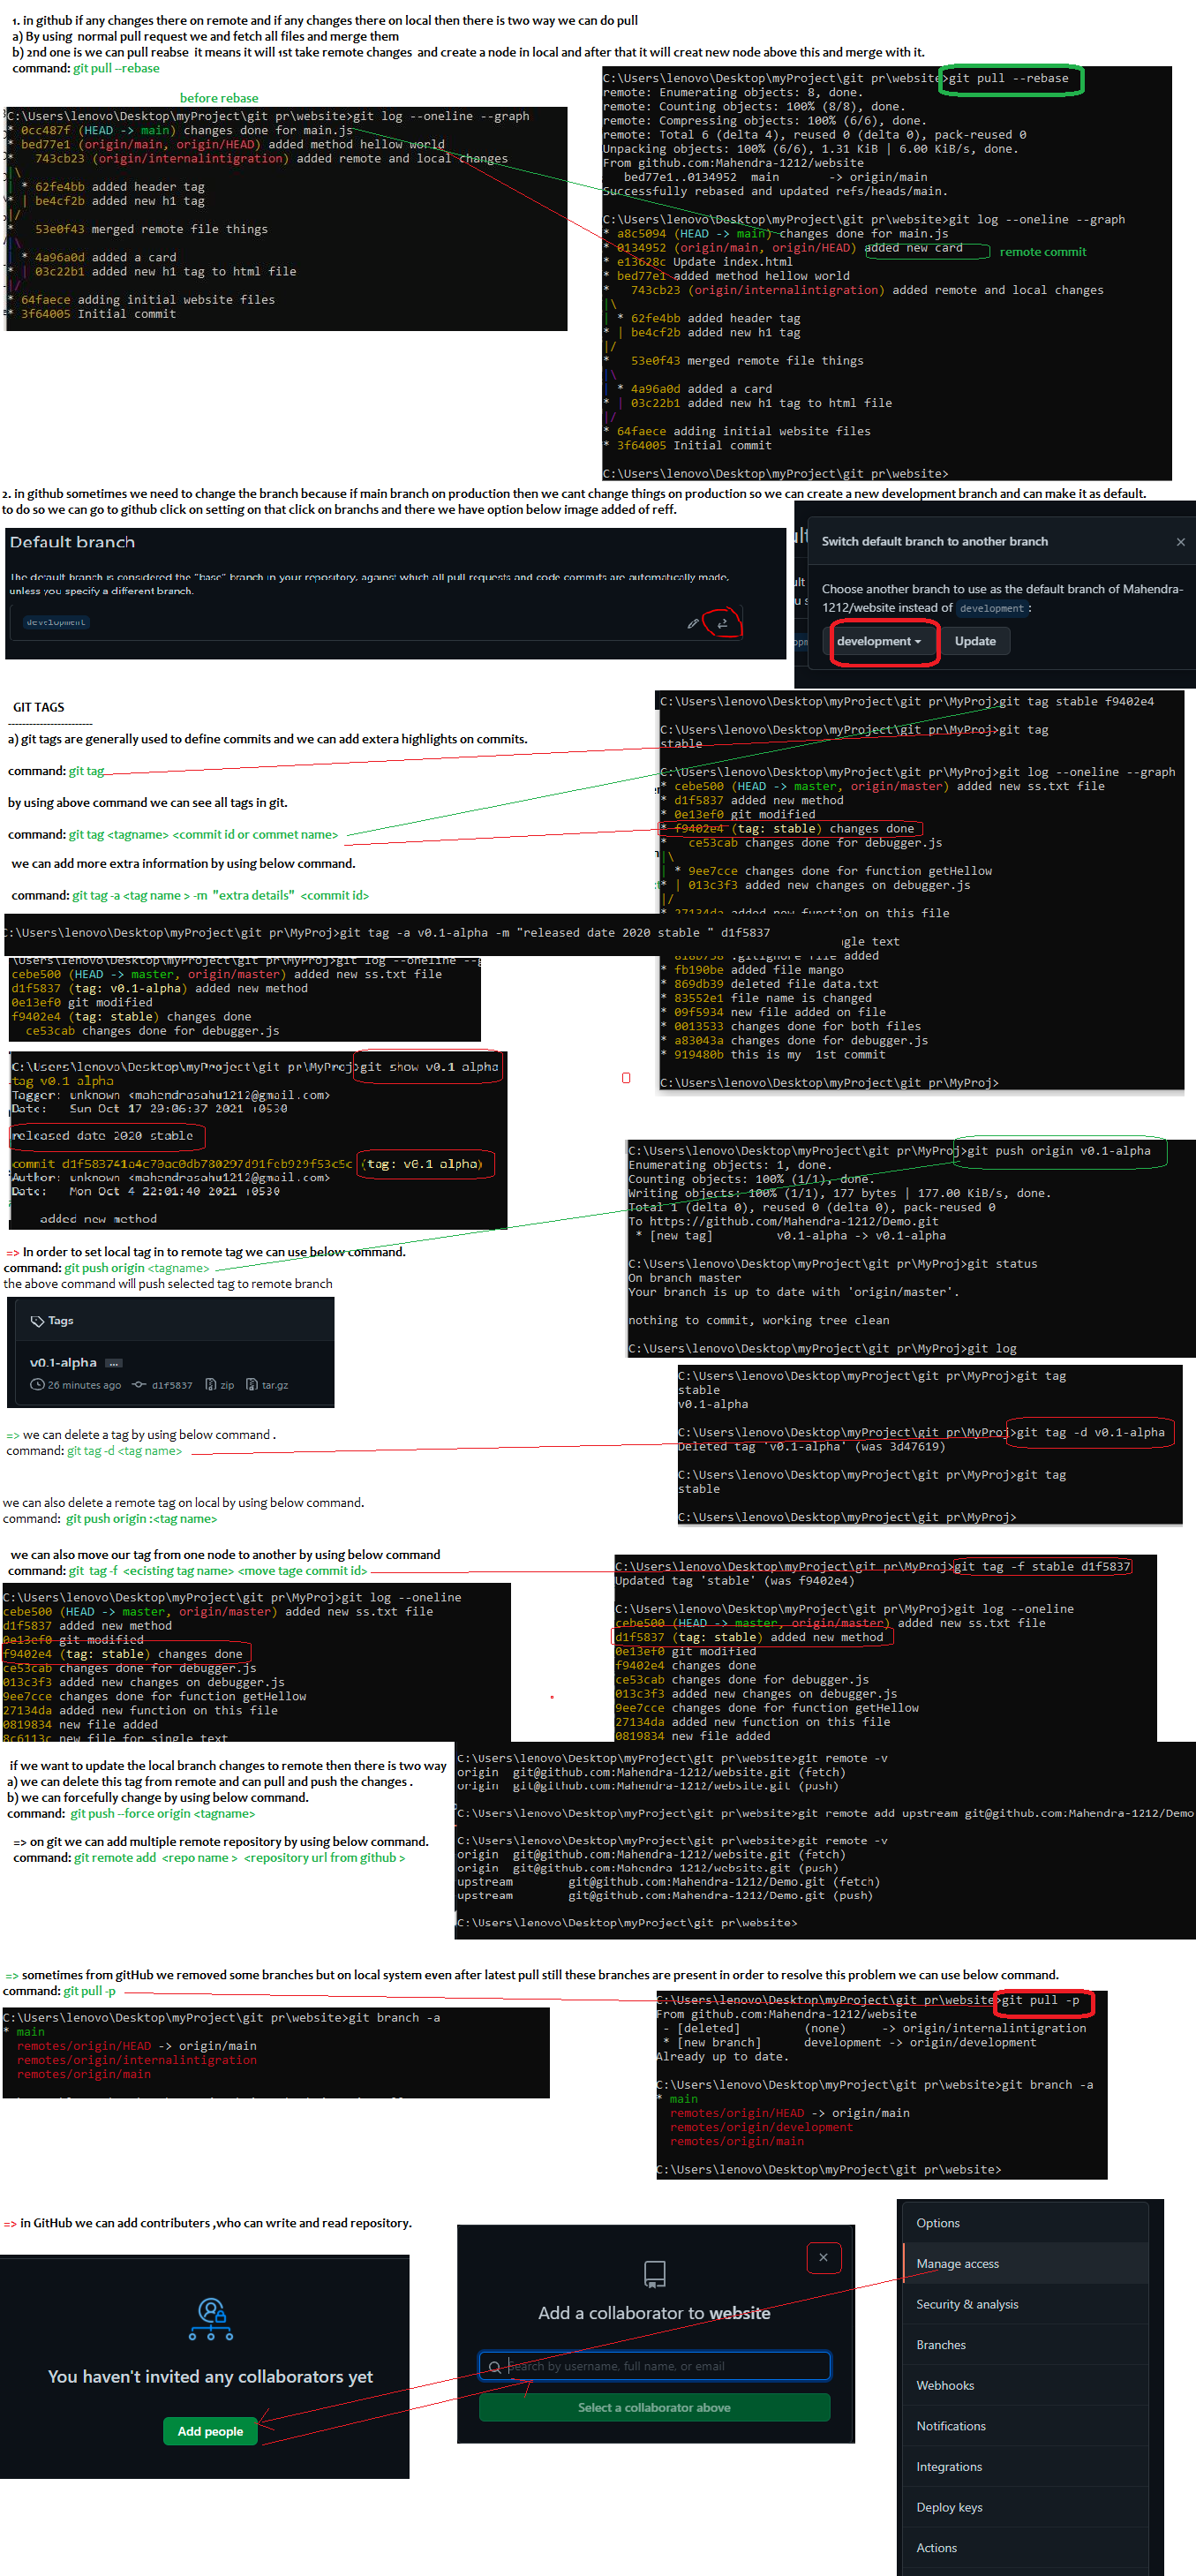 1. in github if any changes there on remote and if any changes there on local then there is two way we can do pull
a) By using normal pull request we and fetch all files and merge them
b) 2nd one is we can pull reabse it means it will 1st take remote changes and create a node in local and after that it will creat new node above this and merge with it.
command: git pull --rebase
before rebase
C:\Users\lenovo\Desktop\myProject\git pr\website>git log --oneline --graph
* 0cc487f (HEAD -> main) changes done for main.js
* bed77e1 (origin/main, origin/HEAD) added method hellow world
*   743cb23 (origin/internalintigration) added remote and local changes
|\
| * 62fe4bb added header tag
* | be4cf2b added new h1 tag
|/
*   53e0f43 merged remote file things
|\
| * 4a96a0d added a card
* | 03c22b1 added new h1 tag to html file
|/
* 64faece adding initial website files
* 3f64005 Initial commit
C:\Users\lenovo\Desktop\myProject\git pr\website>git pull --rebase
remote: Enumerating objects: 8, done.
remote: Counting objects: 100% (8/8), done.
remote: Compressing objects: 100% (6/6), done.
remote: Total 6 (delta 4), reused 0 (delta 0), pack-reused 0
Unpacking objects: 100% (6/6), 1.31 KiB | 6.00 KiB/s, done.
From github.com:Mahendra-1212/website
   bed77e1..0134952  main       -> origin/main
Successfully rebased and updated refs/heads/main.
C:\Users\lenovo\Desktop\myProject\git pr\website>git log --oneline --graph
* a8c5094 (HEAD -> main) changes done for main.js
* 0134952 (origin/main, origin/HEAD) added new card
remote commit
* e13628c Update index.html
* bed77e1 added method hellow world
*   743cb23 (origin/internalintigration) added remote and local changes
|\
| * 62fe4bb added header tag
* | be4cf2b added new h1 tag
|/
*   53e0f43 merged remote file things
|\
| * 4a96a0d added a card
* | 03c22b1 added new h1 tag to html file
|/
* 64faece adding initial website files
* 3f64005 Initial commit
C:\Users\lenovo\Desktop\myProject\git pr\website>
2. in github sometimes we need to change the branch because if main branch on production then we cant change things on production so we can create a new development branch and can make it as default.
to do so we can go to github click on setting on that click on branchs and there we have option below image added of reff.
Default branch
The default branch is considered the "base" branch in your repository, against which all pull requests and code commits are automatically made,
unless you specify a different branch.
development
Switch default branch to another branch
Choose another branch to use as the default branch of Mahendra-
1212/website instead of development:
development
Update
GIT TAGS
------------------------
a) git tags are generally used to define commits and we can add extera highlights on commits.
command: git tag
by using above command we can see all tags in git.
command: git tag <tagname> <commit id or commet name>
we can add more extra information by using below command.
command: git tag -a <tag name > -m "extra details" <commit id>
C:\Users\lenovo\Desktop\myProject\git pr\MyProj>git tag stable f9402e4
C:\Users\lenovo\Desktop\myProject\git pr\MyProj>git tag
stable
C:\Users\lenovo\Desktop\myProject\git pr\MyProj>git log --oneline --graph
* cebe500 (HEAD -> master, origin/master) added new ss.txt file
* d1f5837 added new method
* 0e13ef0 git modified
* f9402e4 (tag: stable) changes done
*   ce53cab changes done for debugger.js
|\
| * 9ee7cce changes done for function getHellow
* | 013c3f3 added new changes on debugger.js
|/
* 27134da added new function on this file
C:\Users\lenovo\Desktop\myProject\git pr\MyProj>git tag -a v0.1-alpha -m "released date 2020 stable " d1f5837
gle text
818b738 .gitignore file added
* fb190be added file mango
* 869db39 deleted file data.txt
* 83552e1 file name is changed
* 09f5934 new file added on file
* 0013533 changes done for both files
* a83043a changes done for debugger.js
* 919480b this is my  1st commit
C:\Users\lenovo\Desktop\myProject\git pr\MyProj>
\Users\lenovo\Desktop\myProject\git pr\MyProj>git log --oneline --g
cebe500 (HEAD -> master, origin/master) added new ss.txt file
d1f5837 (tag: v0.1-alpha) added new method
0e13ef0 git modified
f9402e4 (tag: stable) changes done
ce53cab changes done for debugger.js
C:\Users\lenovo\Desktop\myProject\git pr\MyProj>git show v0.1-alpha
tag v0.1-alpha
Tagger: unknown <mahendrasahu1212@gmail.com>
Date:   Sun Oct 17 20:06:37 2021 +0530
released date 2020 stable
commit (tag: v0.1-alpha)
Author: unknown <mahendrasahu1212@gmail.com>
Date:   Mon Oct 4 22:01:40 2021 +0530
added new method
=> In order to set local tag in to remote tag we can use below command.
command: git push origin <tagname>
the above command will push selected tag to remote branch
C:\Users\lenovo\Desktop\myProject\git pr\MyProj>git push origin v0.1-alpha
Enumerating objects: 1, done.
Counting objects: 100% (1/1), done.
Writing objects: 100% (1/1), 177 bytes | 177.00 KiB/s, done.
Total 1 (delta 0), reused 0 (delta 0), pack-reused 0
To https://github.com/Mahendra-1212/Demo.git
 * [new tag]         v0.1-alpha -> v0.1-alpha
C:\Users\lenovo\Desktop\myProject\git pr\MyProj>git status
On branch master
Your branch is up to date with 'origin/master'.
nothing to commit, working tree clean
C:\Users\lenovo\Desktop\myProject\git pr\MyProj>git log
Tags
v0.1-alpha ...
26 minutes ago d1f5837 zip tar.gz
=> we can delete a tag by using below command .
command: git tag -d <tag name>
C:\Users\lenovo\Desktop\myProject\git pr\MyProj>git tag
stable
v0.1-alpha
C:\Users\lenovo\Desktop\myProject\git pr\MyProj>git tag -d v0.1-alpha
Deleted tag 'v0.1-alpha' (was 3d47619)
C:\Users\lenovo\Desktop\myProject\git pr\MyProj>git tag
stable
C:\Users\lenovo\Desktop\myProject\git pr\MyProj>
we can also delete a remote tag on local by using below command.
command: git push origin :<tag name>
we can also move our tag from one node to another by using below command
command: git tag -f <ecisting tag name> <move tage commit id>
C:\Users\lenovo\Desktop\myProject\git pr\MyProj>git log --oneline
cebe500 (HEAD -> master, origin/master) added new ss.txt file
d1f5837 added new method
0e13ef0 git modified
f9402e4 (tag: stable) changes done
ce53cab changes done for debugger.js
013c3f3 added new changes on debugger.js
9ee7cce changes done for function getHellow
27134da added new function on this file
0819834 new file added
8c6113c new file for single text
C:\Users\lenovo\Desktop\myProject\git pr\MyProj>git tag -f stable d1f5837
Updated tag 'stable' (was f9402e4)
C:\Users\lenovo\Desktop\myProject\git pr\MyProj>git log --oneline
cebe500 (HEAD -> master, origin/master) added new ss.txt file
d1f5837 (tag: stable) added new method
0e13ef0 git modified
f9402e4 changes done
ce53cab changes done for debugger.js
013c3f3 added new changes on debugger.js
9ee7cce changes done for function getHellow
27134da added new function on this file
0819834 new file added
if we want to update the local branch changes to remote then there is two way
a) we can delete this tag from remote and can pull and push the changes .
b) we can forcefully change by using below command.
command: git push --force origin <tagname>
=> on git we can add multiple remote repository by using below command.
command: git remote add <repo name > <repository url from github >
C:\Users\lenovo\Desktop\myProject\git pr\website>git remote -v
origin  git@github.com:Mahendra-1212/website.git (fetch)
origin  git@github.com:Mahendra-1212/website.git (push)
C:\Users\lenovo\Desktop\myProject\git pr\website>git remote add upstream git@github.com:Mahendra-1212/Demo
C:\Users\lenovo\Desktop\myProject\git pr\website>git remote -v
origin  git@github.com:Mahendra-1212/website.git (fetch)
origin  git@github.com:Mahendra-1212/website.git (push)
upstream        git@github.com:Mahendra-1212/Demo.git (fetch)
upstream        git@github.com:Mahendra-1212/Demo.git (push)
C:\Users\lenovo\Desktop\myProject\git pr\website>
=> sometimes from gitHub we removed some branches but on local system even after latest pull still these branches are present in order to resolve this problem we can use below command.
command: git pull -p
C:\Users\lenovo\Desktop\myProject\git pr\website>git branch -a
* main
remotes/origin/HEAD -> origin/main
remotes/origin/internalintigration
remotes/origin/main
C:\Users\lenovo\Desktop\myProject\git pr\website>git pull -p
From github.com:Mahendra-1212/website
 - [deleted]         (none)      -> origin/internalintigration
 * [new branch]      development -> origin/development
Already up to date.
C:\Users\lenovo\Desktop\myProject\git pr\website>git branch -a
* main
remotes/origin/HEAD -> origin/main
remotes/origin/development
remotes/origin/main
C:\Users\lenovo\Desktop\myProject\git pr\website>
=> in GitHub we can add contributers ,who can write and read repository.
You haven't invited any collaborators yet
Add people
Add a collaborator to website
search by username, full name, or email
Select a collaborator above
Options
Manage access
Security & analysis
Branches
Webhooks
Notifications
Integrations
Deploy keys
Actions